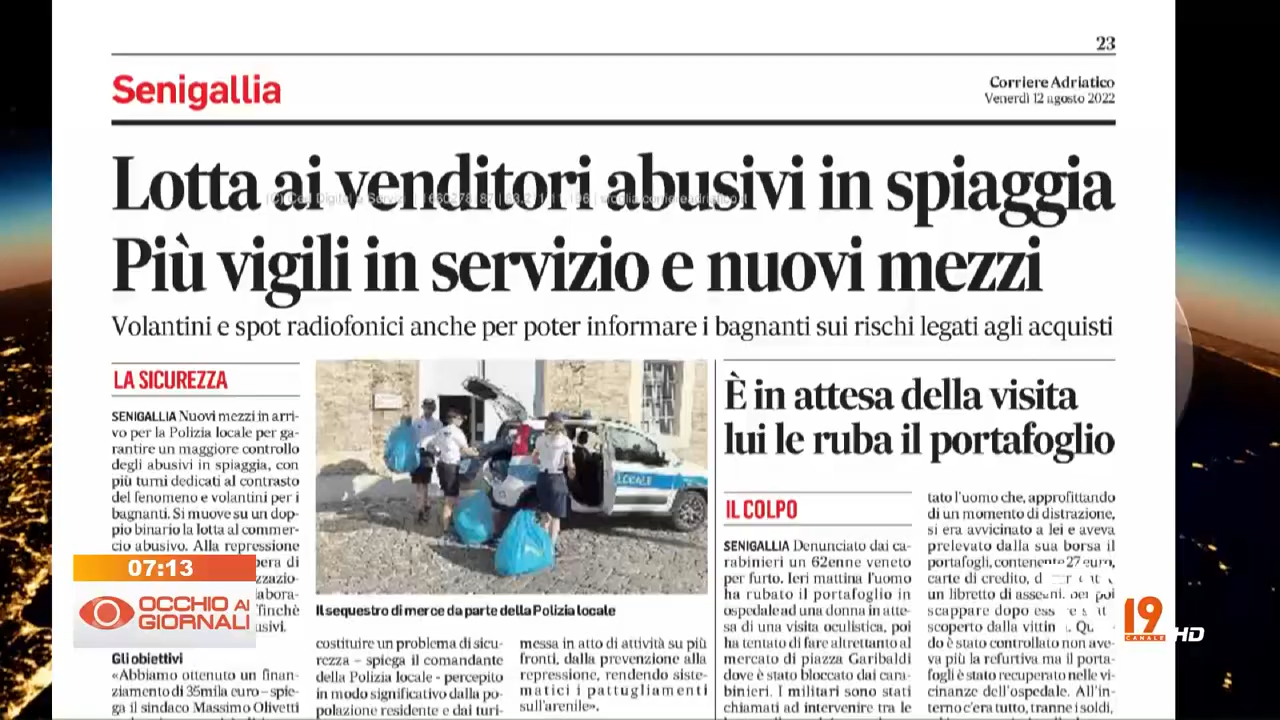 23
Senigallia
Corriere Adriatico
Venerdì 12 agosto 2022
Lotta ai venditori abusivi in spiaggia
Più vigili in servizio e nuovi mezzi
Volantini e spot radiofonici anche per poter informare i bagnanti sui rischi legati agli acquisti
LA SICUREZZA
SENIGALLIA Nuovi mezzi in arri-
vo per la Polizia locale per ga-
rantire un maggiore controllo
degli abusivi in spiaggia, con
più turni dedicati al contrasto
del fenomeno e volantini per i
bagnanti. Si muove su un dop-
pio binario la lotta al commer-
cio abusivo. Alla repressione
07:13
OCCHIO AI
GIORNALI
Gli obiettivi
«Abbiamo ottenuto un finan-
ziamento di 35mila euro – spie-
ga il sindaco Massimo Olivetti
LOCALE
Il sequestro di merce da parte della Polizia locale
costituire un problema di sicu-
rezza – spiega il comandante
della Polizia locale - percepito
in modo significativo dalla po-
polazione residente e dai turi-
messa in atto di attività su più
fronti, dalla prevenzione alla
repressione, rendendo siste-
matici i pattugliamenti
sull'arenile».
È in attesa della visita
lui le ruba il portafoglio
IL COLPO
SENIGALLIA Denunciato dai ca-
rabinieri un 62enne veneto
per furto. Ieri mattina l'uomo
ha rubato il portafoglio in
ospedale ad una donna in atte-
sa di una visita oculistica, poi
ha tentato di fare altrettanto al
mercato di piazza Garibaldi
dove è stato bloccato dai cara-
binieri. I militari sono stati
chiamati ad intervenire tra le
tato l'uomo che, approfittando
di un momento di distrazione,
si era avvicinato a lei e aveva
prelevato dalla sua borsa il
portafogli, contenente 27 euro,
carte di credito,
un libretto di assegni, per poi
scappare dopo
scoperto dalla
do è stato controllato non ave-
va più la refurtiva ma il porta-
fogli è stato recuperato nelle vi-
cinanze dell'ospedale. All'in-
terno c'era tutto, tranne i soldi,
19
CANALE HD